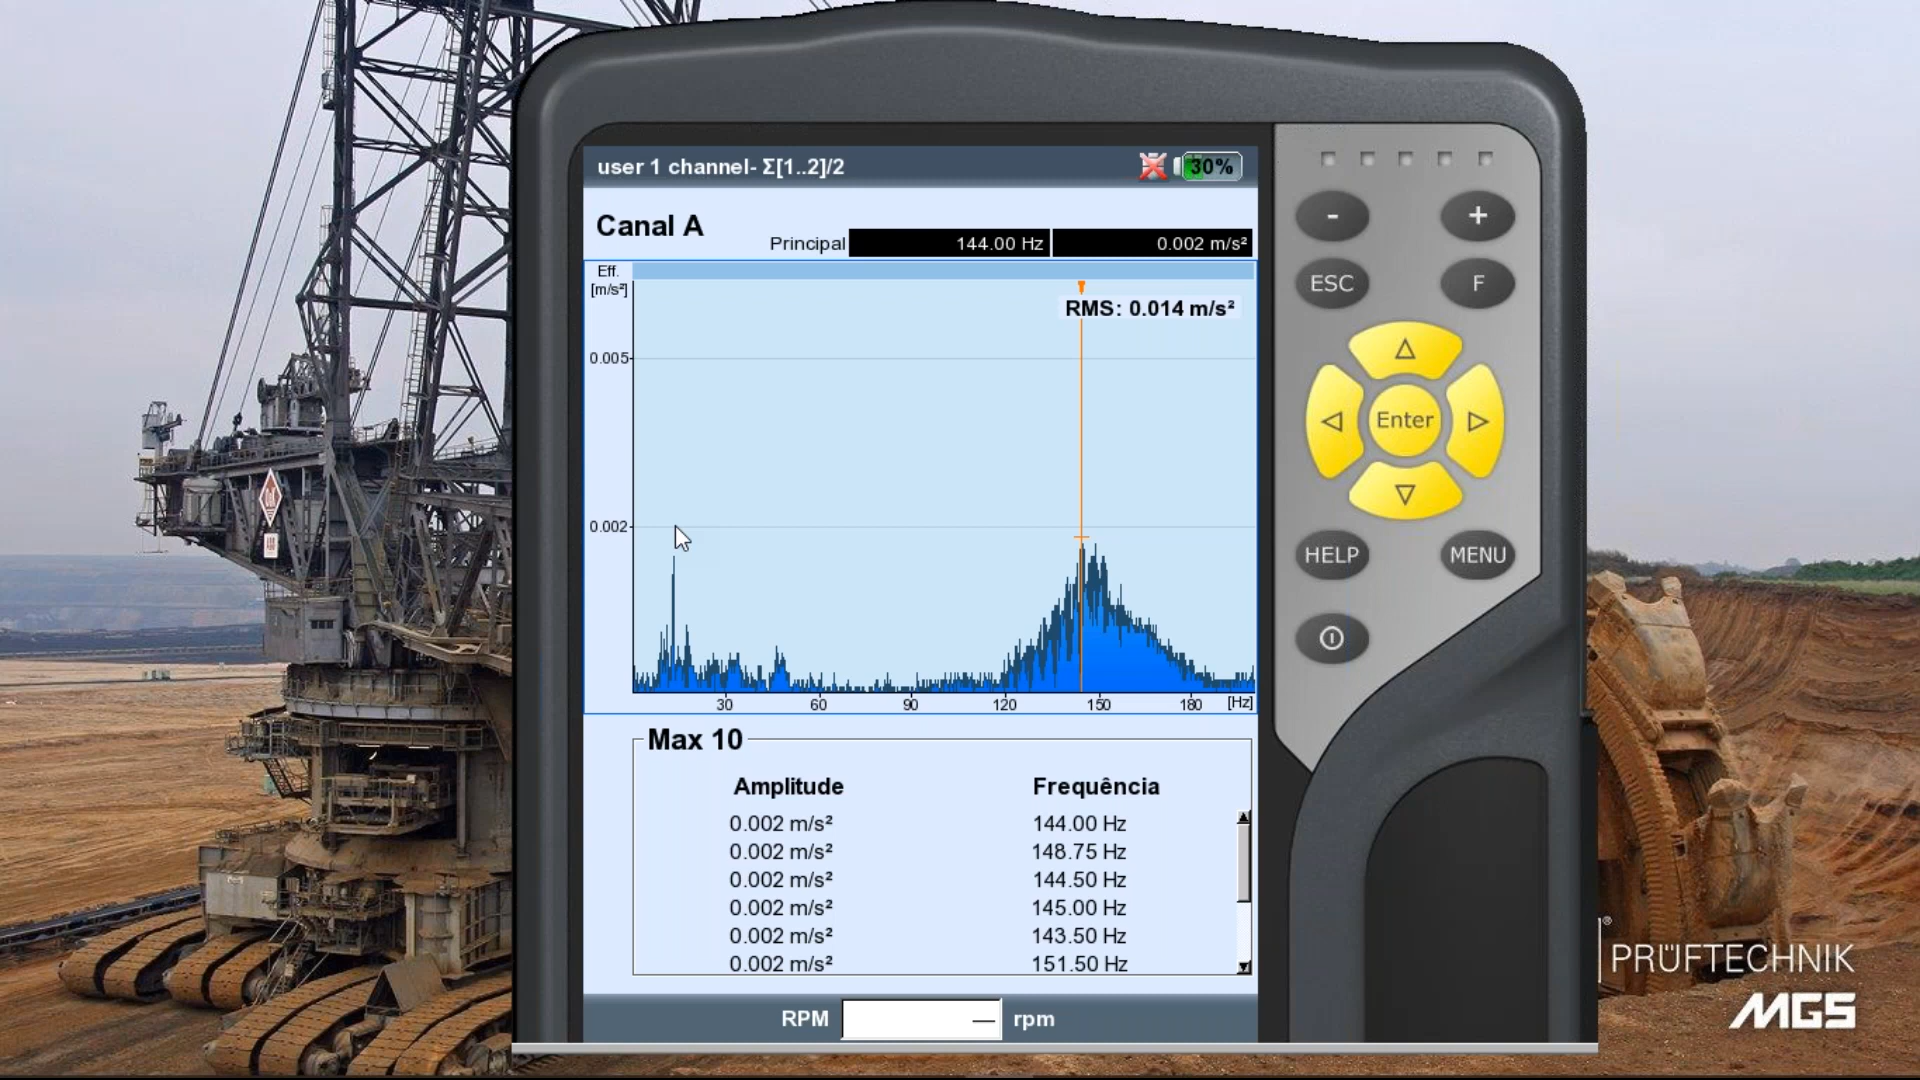 user 1 channel- Σ[1..2]/2
30%
Canal A
Principal 144.00 Hz 0.002 m/s²
Eff.
[m/s²]
RMS: 0.014 m/s²
0.005
0.002
30 60 90 120 150 180 [Hz]
Max 10
Amplitude Frequência
0.002 m/s² 144.00 Hz
0.002 m/s² 148.75 Hz
0.002 m/s² 144.50 Hz
0.002 m/s² 145.00 Hz
0.002 m/s² 143.50 Hz
0.002 m/s² 151.50 Hz
RPM — rpm
- +
ESC F
Enter
HELP MENU
® PRÜFTECHNIK
MGS